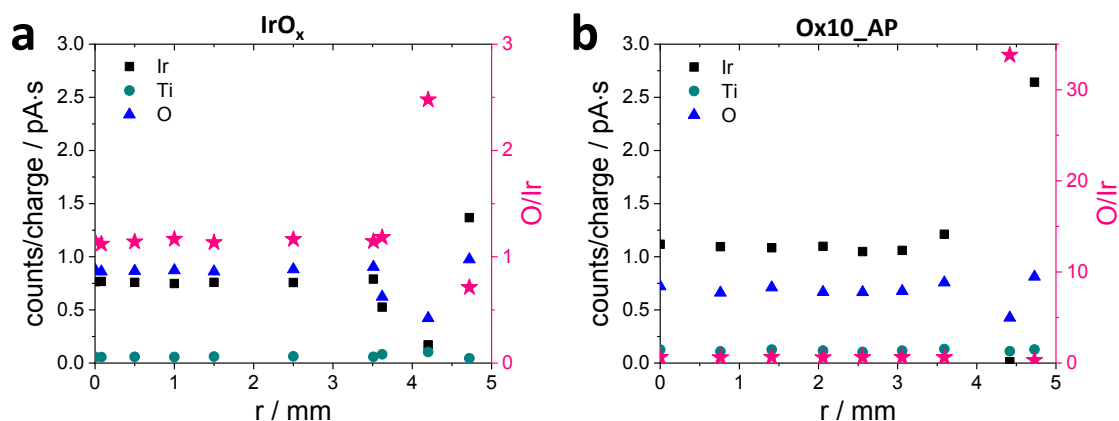 a
IrOₓ
3.0
2.5
2.0
1.5
1.0
0.5
0.0
counts/charge / pA·s
Ir
Ti
O
3
2
1
0
O/Ir
0 1 2 3 4 5
r / mm
b
Ox10_AP
3.0
2.5
2.0
1.5
1.0
0.5
0.0
counts/charge / pA·s
Ir
Ti
O
30
20
10
0
O/Ir
0 1 2 3 4 5
r / mm